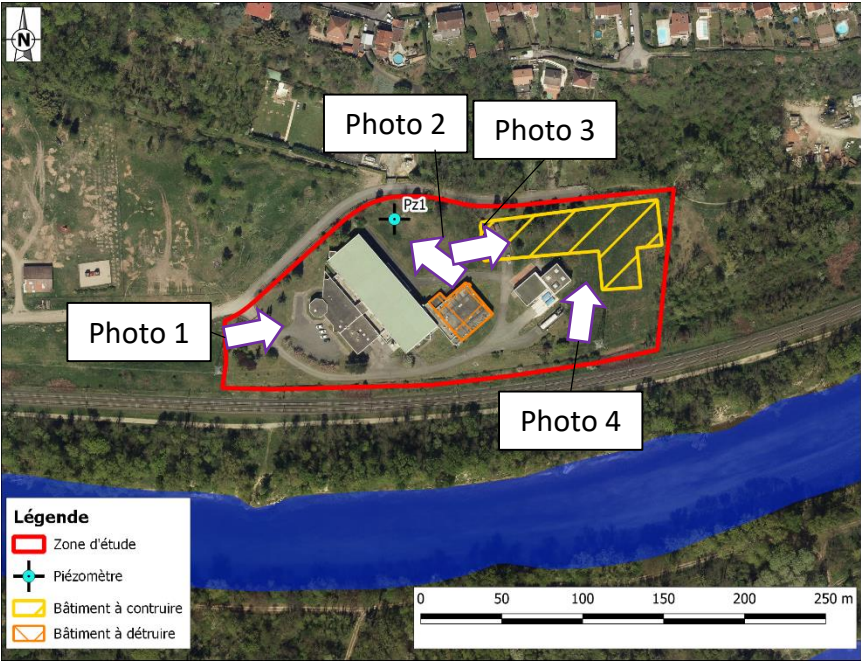 N
Photo 2
Photo 3
Pz1
Photo 1
Photo 4
Légende
Zone d'étude
Piézomètre
Bâtiment à contruire
Bâtiment à détruire
0 50 100 150 200 250 m